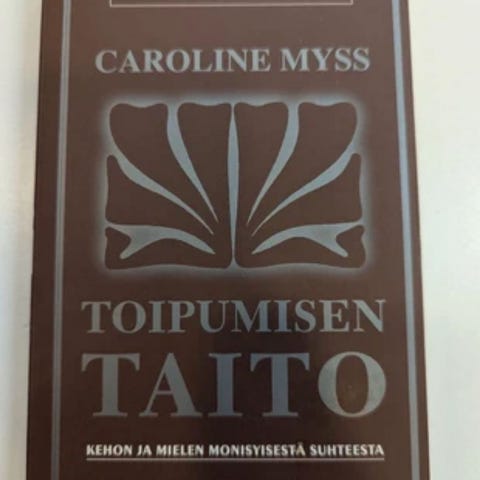 CAROLINE MYSS
TOIPUMISEN
TAITO
KEHON JA MIELEN MONISYISESTÄ SUHTEESTA